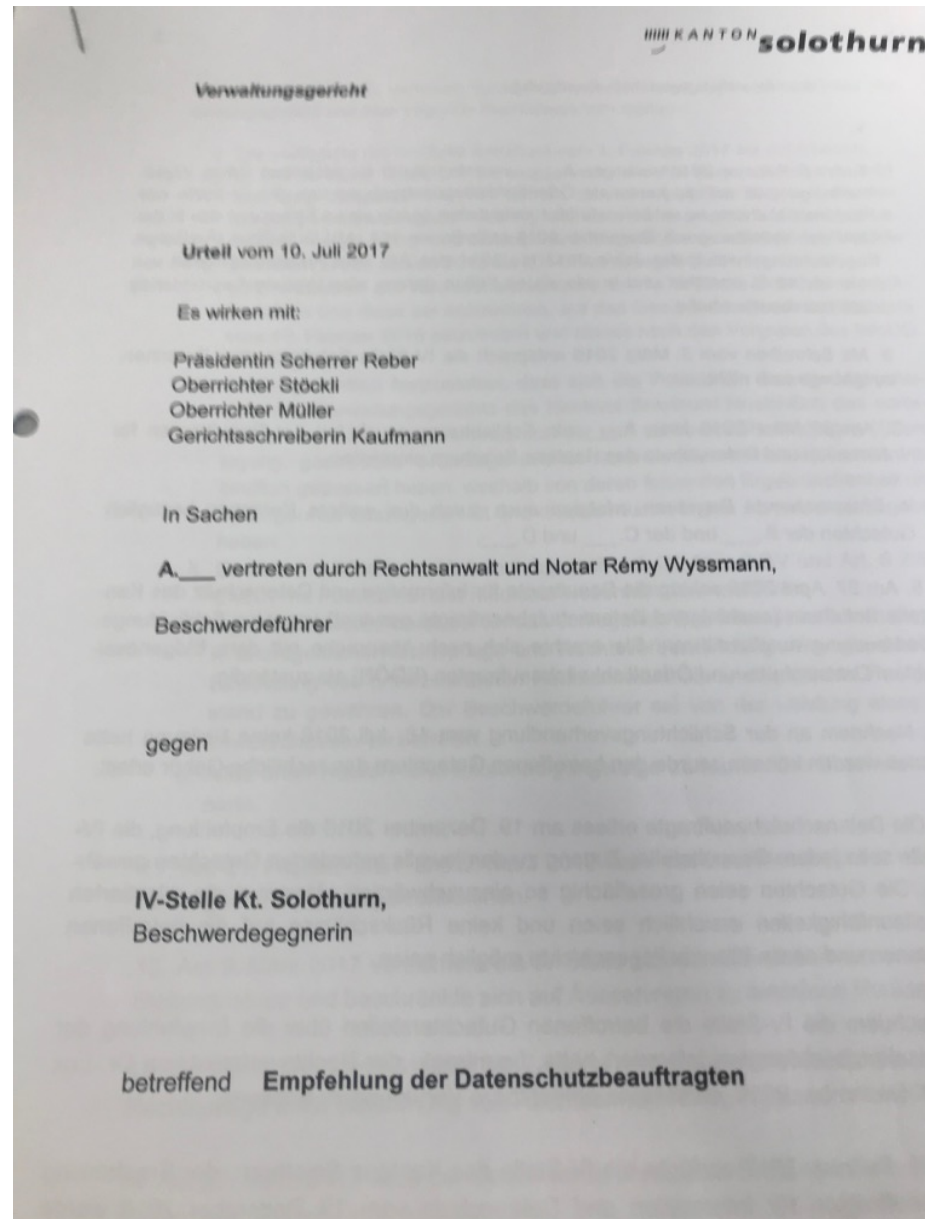 KANTON solothurn
Verwaltungsgericht
Urteil vom 10. Juli 2017
Es wirken mit:
Präsidentin Scherrer Reber
Oberrichter Stöckli
Oberrichter Müller
Gerichtsschreiberin Kaufmann
In Sachen
A.___ vertreten durch Rechtsanwalt und Notar Rémy Wyssmann,
Beschwerdeführer
gegen
IV-Stelle Kt. Solothurn,
Beschwerdegegnerin
betreffend Empfehlung der Datenschutzbeauftragten